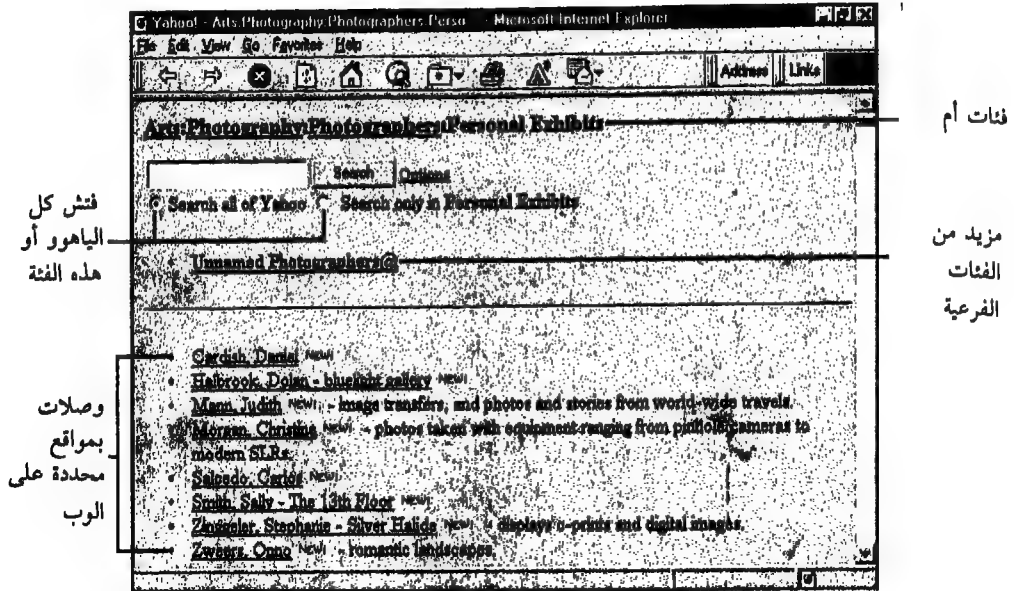 Yahoo! - Arts:Photography:Photographers:Perso... - Microsoft Internet Explorer
File Edit View Go Favorites Help
Address Links
Arts:Photography:Photographers:Personal Exhibits
فئات أم
Search Options
Search all of Yahoo Search only in Personal Exhibits
فتش كل
الياهوو أو
هذه الفئة
Unnamed Photographers@
مزيد من
الفئات
الفرعية
Daniel NEW!
Halbrook, Dolan - bluelight gallery NEW!
Mann, Judith NEW! - image transfers, and photos and stories from world-wide travels.
Morgan, Christine NEW! - photos taken with equipment ranging from pinhole cameras to
modern SLRs.
Salcedo, Carlos NEW!
Smith, Sally - The 13th Floor NEW!
Stephanie - Silver Halide NEW! - displays c-prints and digital images.
Zweers, Onno NEW! - romantic landscapes.
وصلات
بمواقع
محددة على
الوب